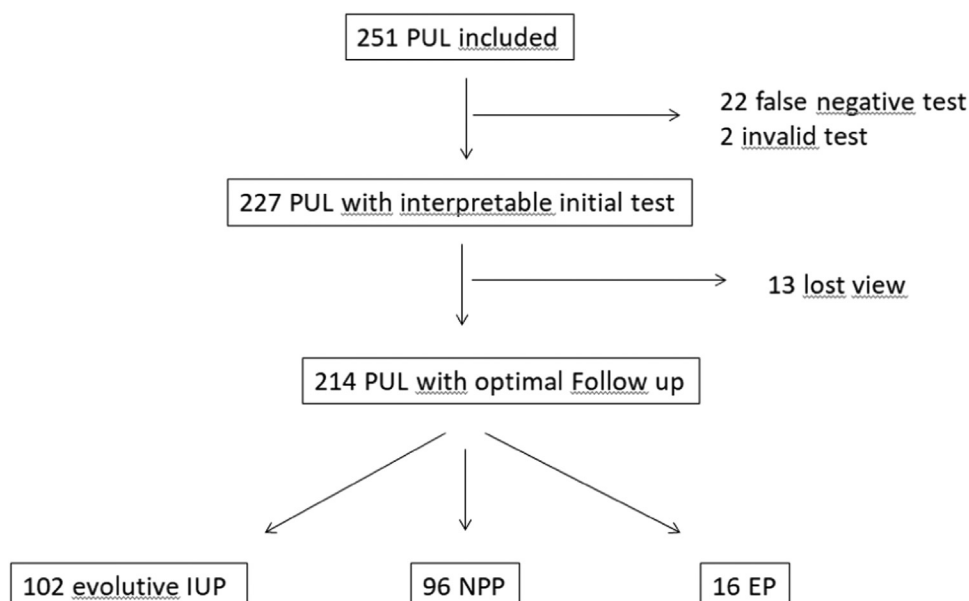 251 PUL included
22 false negative test
2 invalid test
227 PUL with interpretable initial test
13 lost view
214 PUL with optimal Follow up
102 evolutive IUP
96 NPP
16 EP